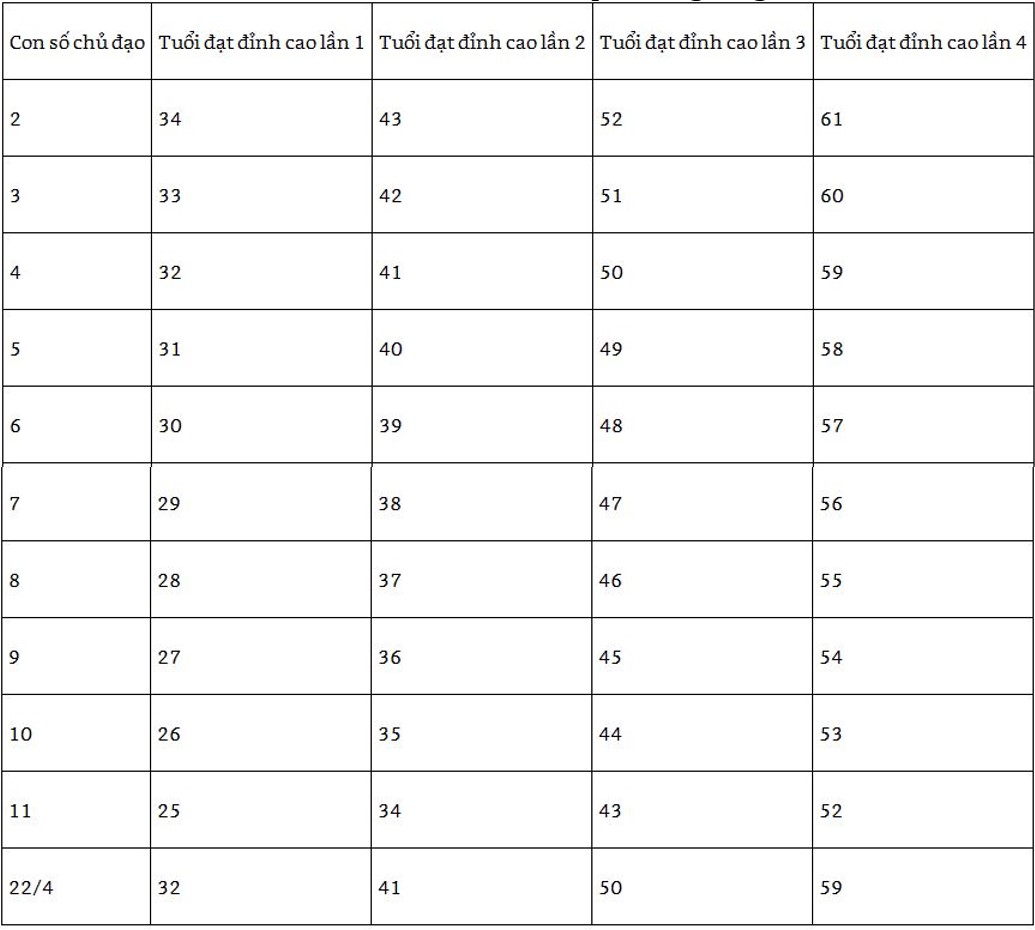 Con số chủ đạo Tuổi đạt đỉnh cao lần 1 Tuổi đạt đỉnh cao lần 2 Tuổi đạt đỉnh cao lần 3 Tuổi đạt đỉnh cao lần 4
2 34 43 52 61
3 33 42 51 60
4 32 41 50 59
5 31 40 49 58
6 30 39 48 57
7 29 38 47 56
8 28 37 46 55
9 27 36 45 54
10 26 35 44 53
11 25 34 43 52
22/4 32 41 50 59